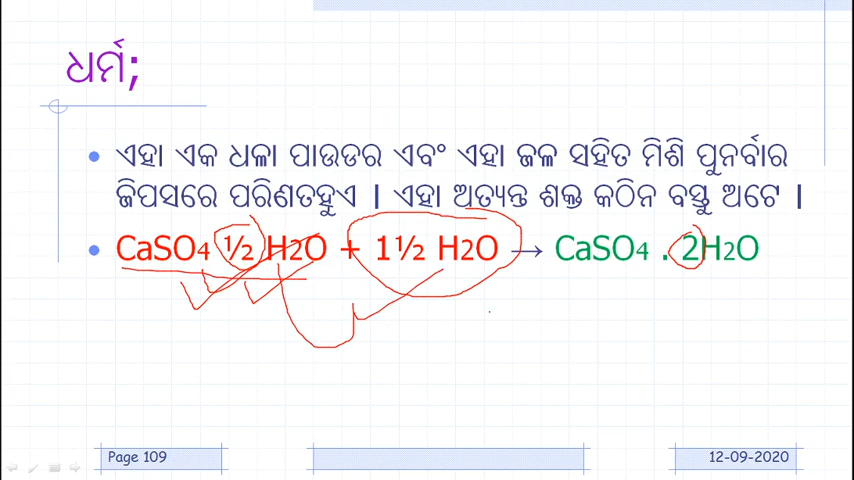 ଧର୍ମ;
ଏହା ଏକ ଧଳା ପାଉଡର ଏବଂ ଏହା ଜଳ ସହିତ ମିଶି ପୁନର୍ବାର
ଜିପସରେ ପରିଣତହୁଏ | ଏହା ଅତ୍ୟନ୍ତ ଶକ୍ତ କଠିନ ବସ୍ତୁ ଅଟେ |
CaSO4 ½ H2O + 1½ H2O → CaSO4 . 2H2O
Page 109
12-09-2020